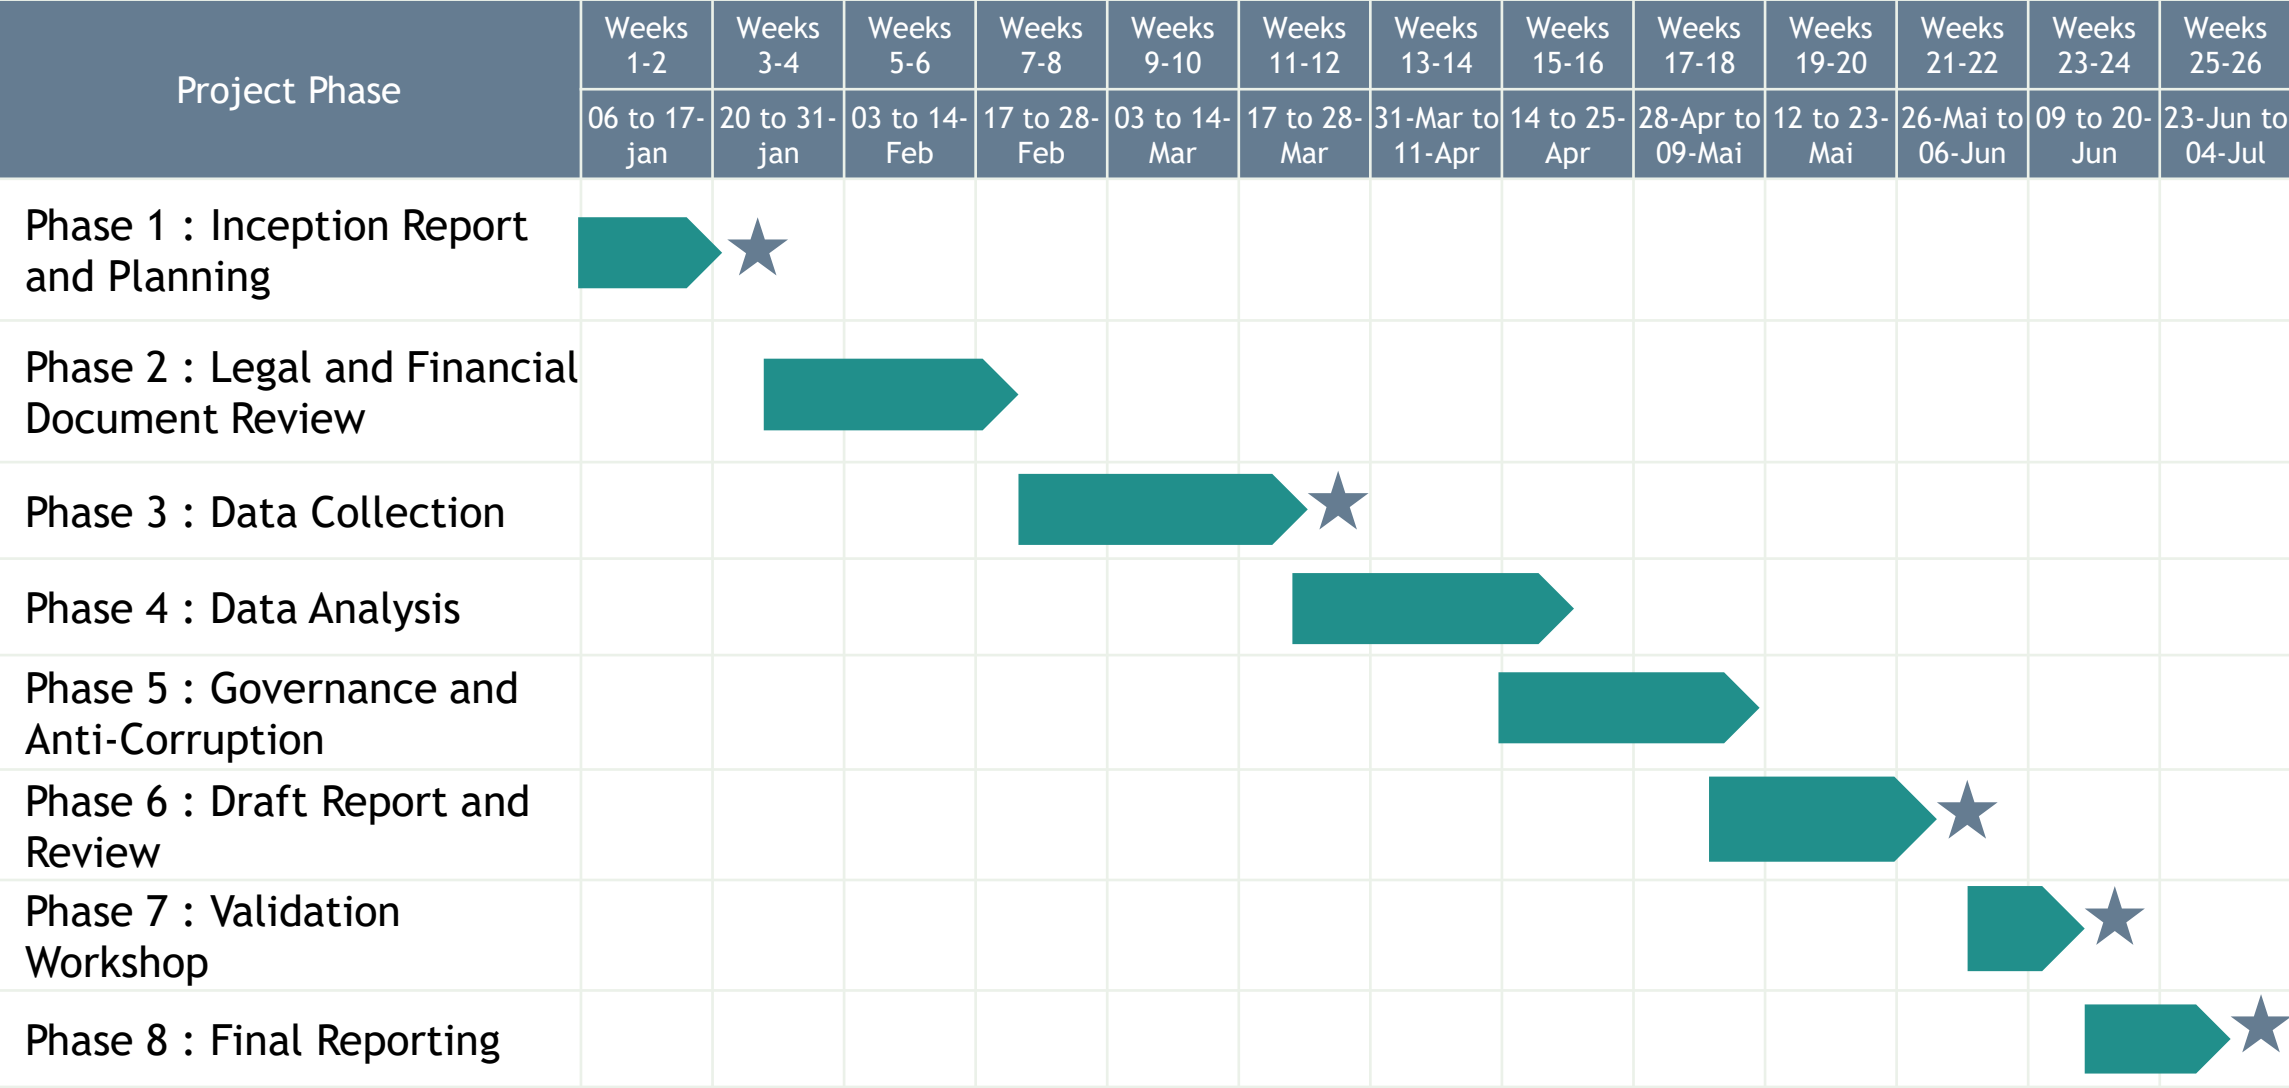 Project Phase
Weeks
1-2
Weeks
3-4
Weeks
5-6
Weeks
7-8
Weeks
9-10
Weeks
11-12
Weeks
13-14
Weeks
15-16
Weeks
17-18
Weeks
19-20
Weeks
21-22
Weeks
23-24
Weeks
25-26
06 to 17-
jan
20 to 31-
jan
03 to 14-
Feb
17 to 28-
Feb
03 to 14-
Mar
17 to 28-
Mar
31-Mar to
11-Apr
14 to 25-
Apr
28-Apr to
09-Mai
12 to 23-
Mai
26-Mai to
06-Jun
09 to 20-
Jun
23-Jun to
04-Jul
Phase 1 : Inception Report
and Planning
Phase 2 : Legal and Financial
Document Review
Phase 3 : Data Collection
Phase 4 : Data Analysis
Phase 5 : Governance and
Anti-Corruption
Phase 6 : Draft Report and
Review
Phase 7 : Validation
Workshop
Phase 8 : Final Reporting